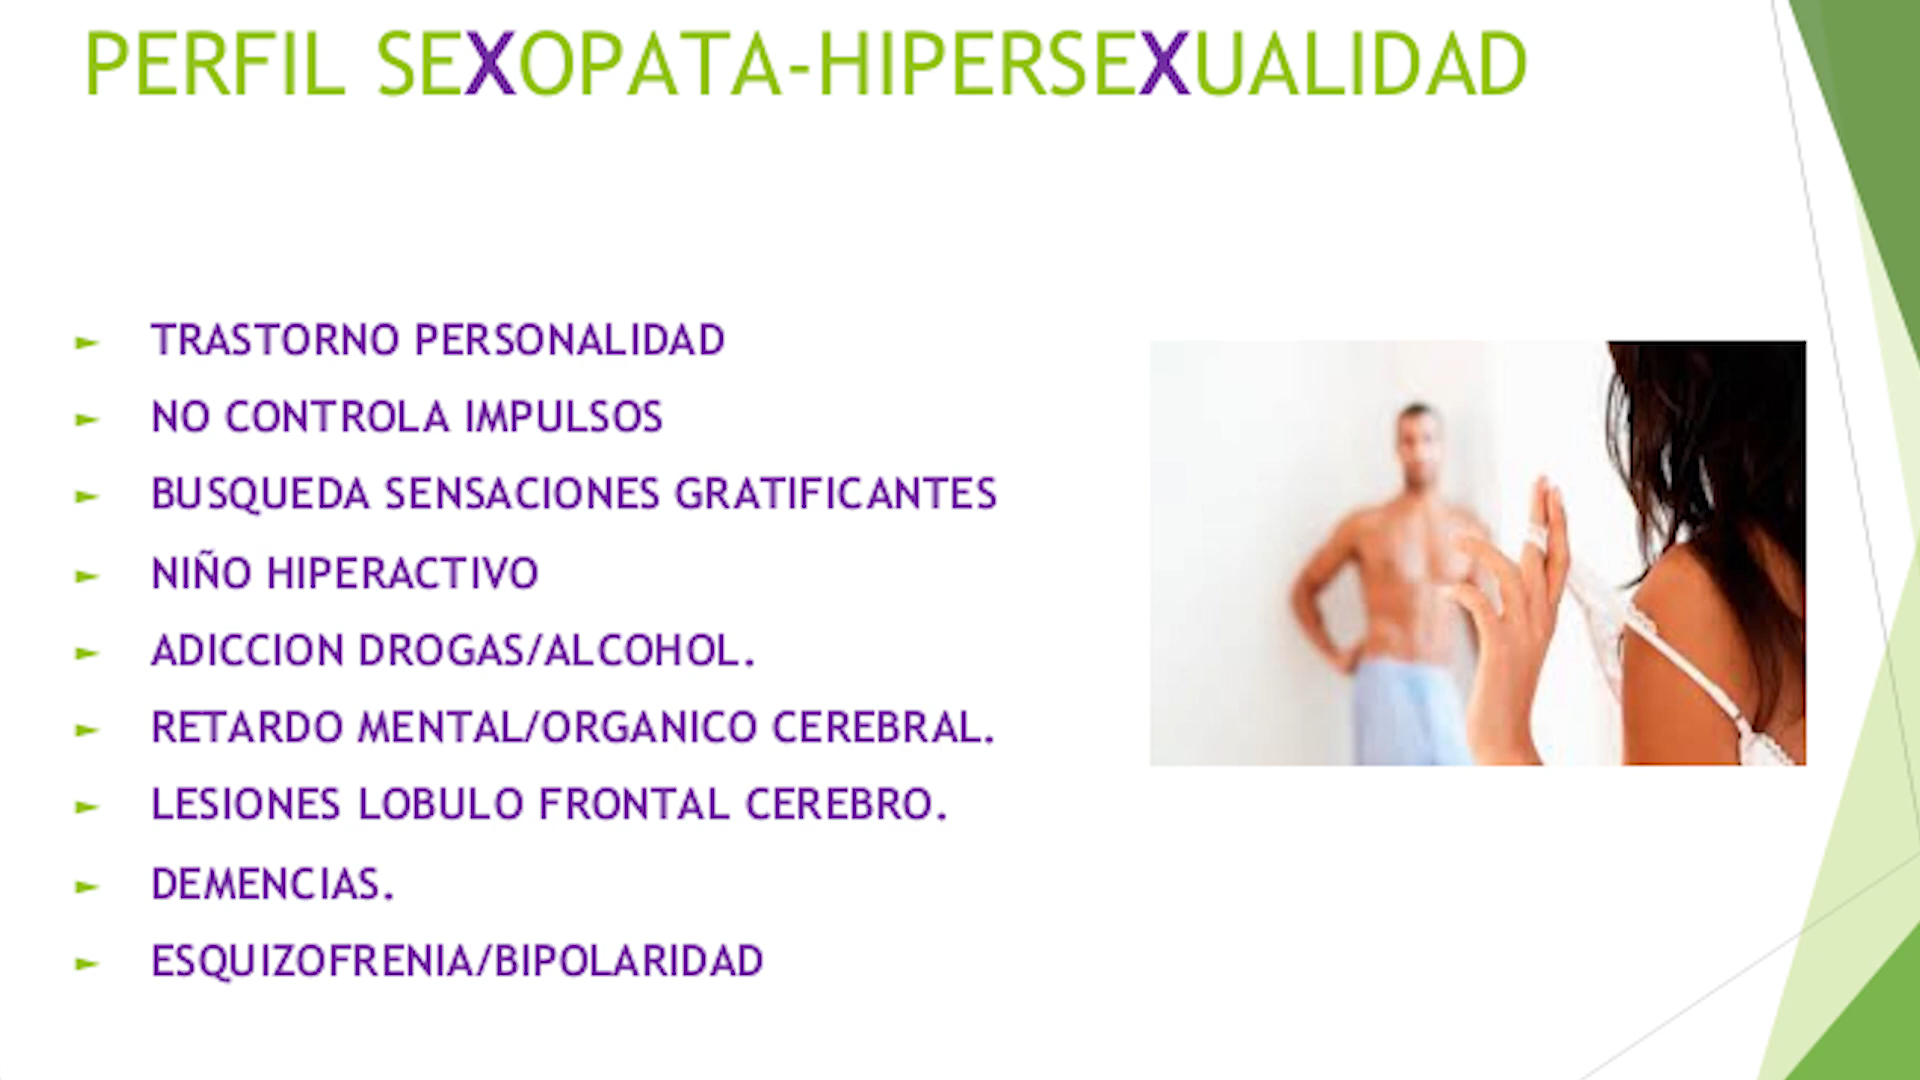 PERFIL SEXOPATA-HIPERSEXUALIDAD
TRASTORNO PERSONALIDAD
NO CONTROLA IMPULSOS
BUSQUEDA SENSACIONES GRATIFICANTES
NIÑO HIPERACTIVO
ADICCION DROGAS/ALCOHOL.
RETARDO MENTAL/ORGANICO CEREBRAL.
LESIONES LOBULO FRONTAL CEREBRO.
DEMENCIAS.
ESQUIZOFRENIA/BIPOLARIDAD